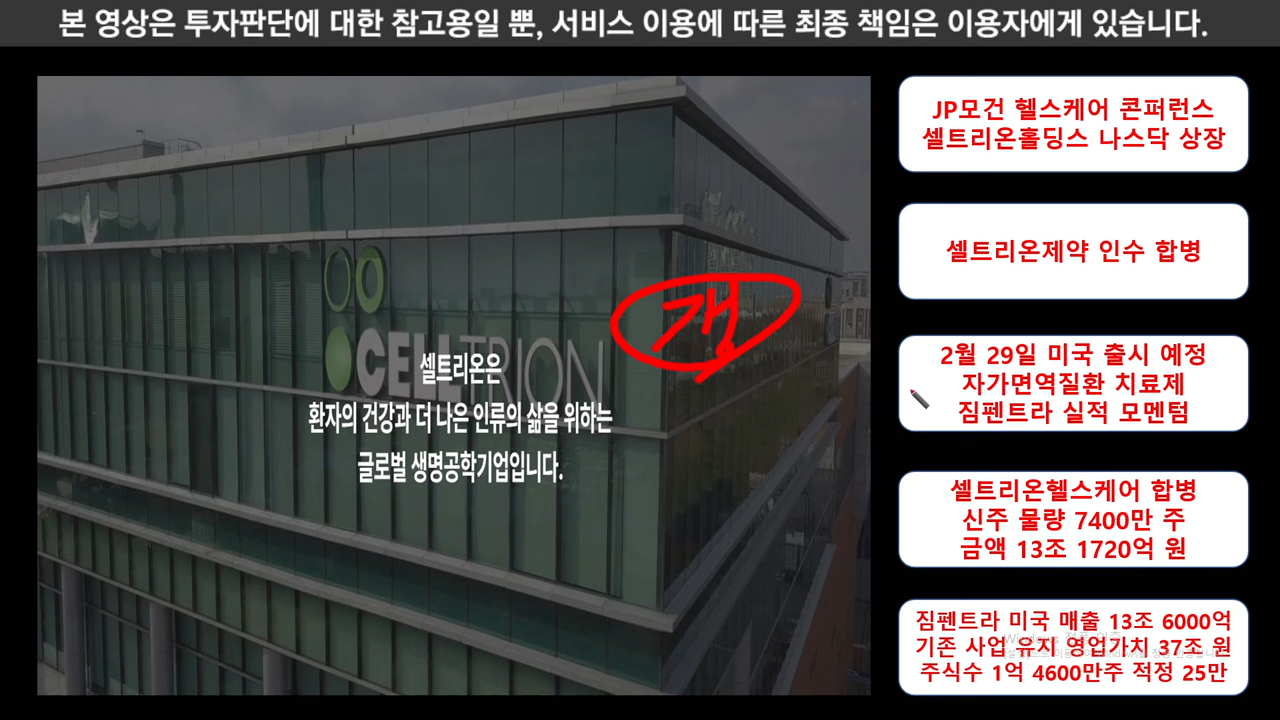 본 영상은 투자판단에 대한 참고용일 뿐, 서비스 이용에 따른 최종 책임은 이용자에게 있습니다.
CELLTRION
갭
셀트리온은
환자의 건강과 더 나은 인류의 삶을 위하는
글로벌 생명공학기업입니다.
JP모건 헬스케어 콘퍼런스
셀트리온홀딩스 나스닥 상장
셀트리온제약 인수 합병
2월 29일 미국 출시 예정
자가면역질환 치료제
짐펜트라 실적 모멘텀
셀트리온헬스케어 합병
신주 물량 7400만 주
금액 13조 1720억 원
짐펜트라 미국 매출 13조 6000억
기존 사업 유지 영업가치 37조 원
주식수 1억 4600만주 적정 25만
Windows 정품 인증